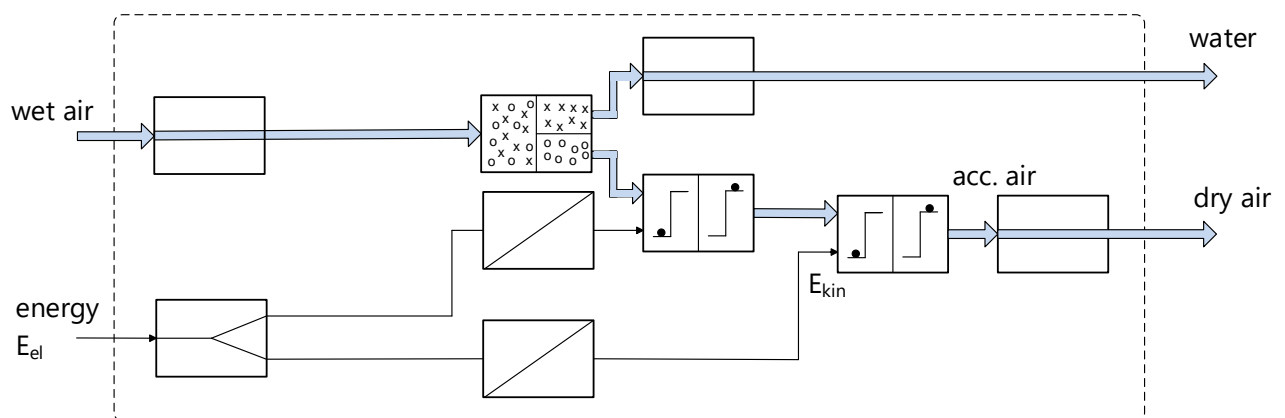 water
wet air
acc. air
dry air
energy
E_kin
E_el